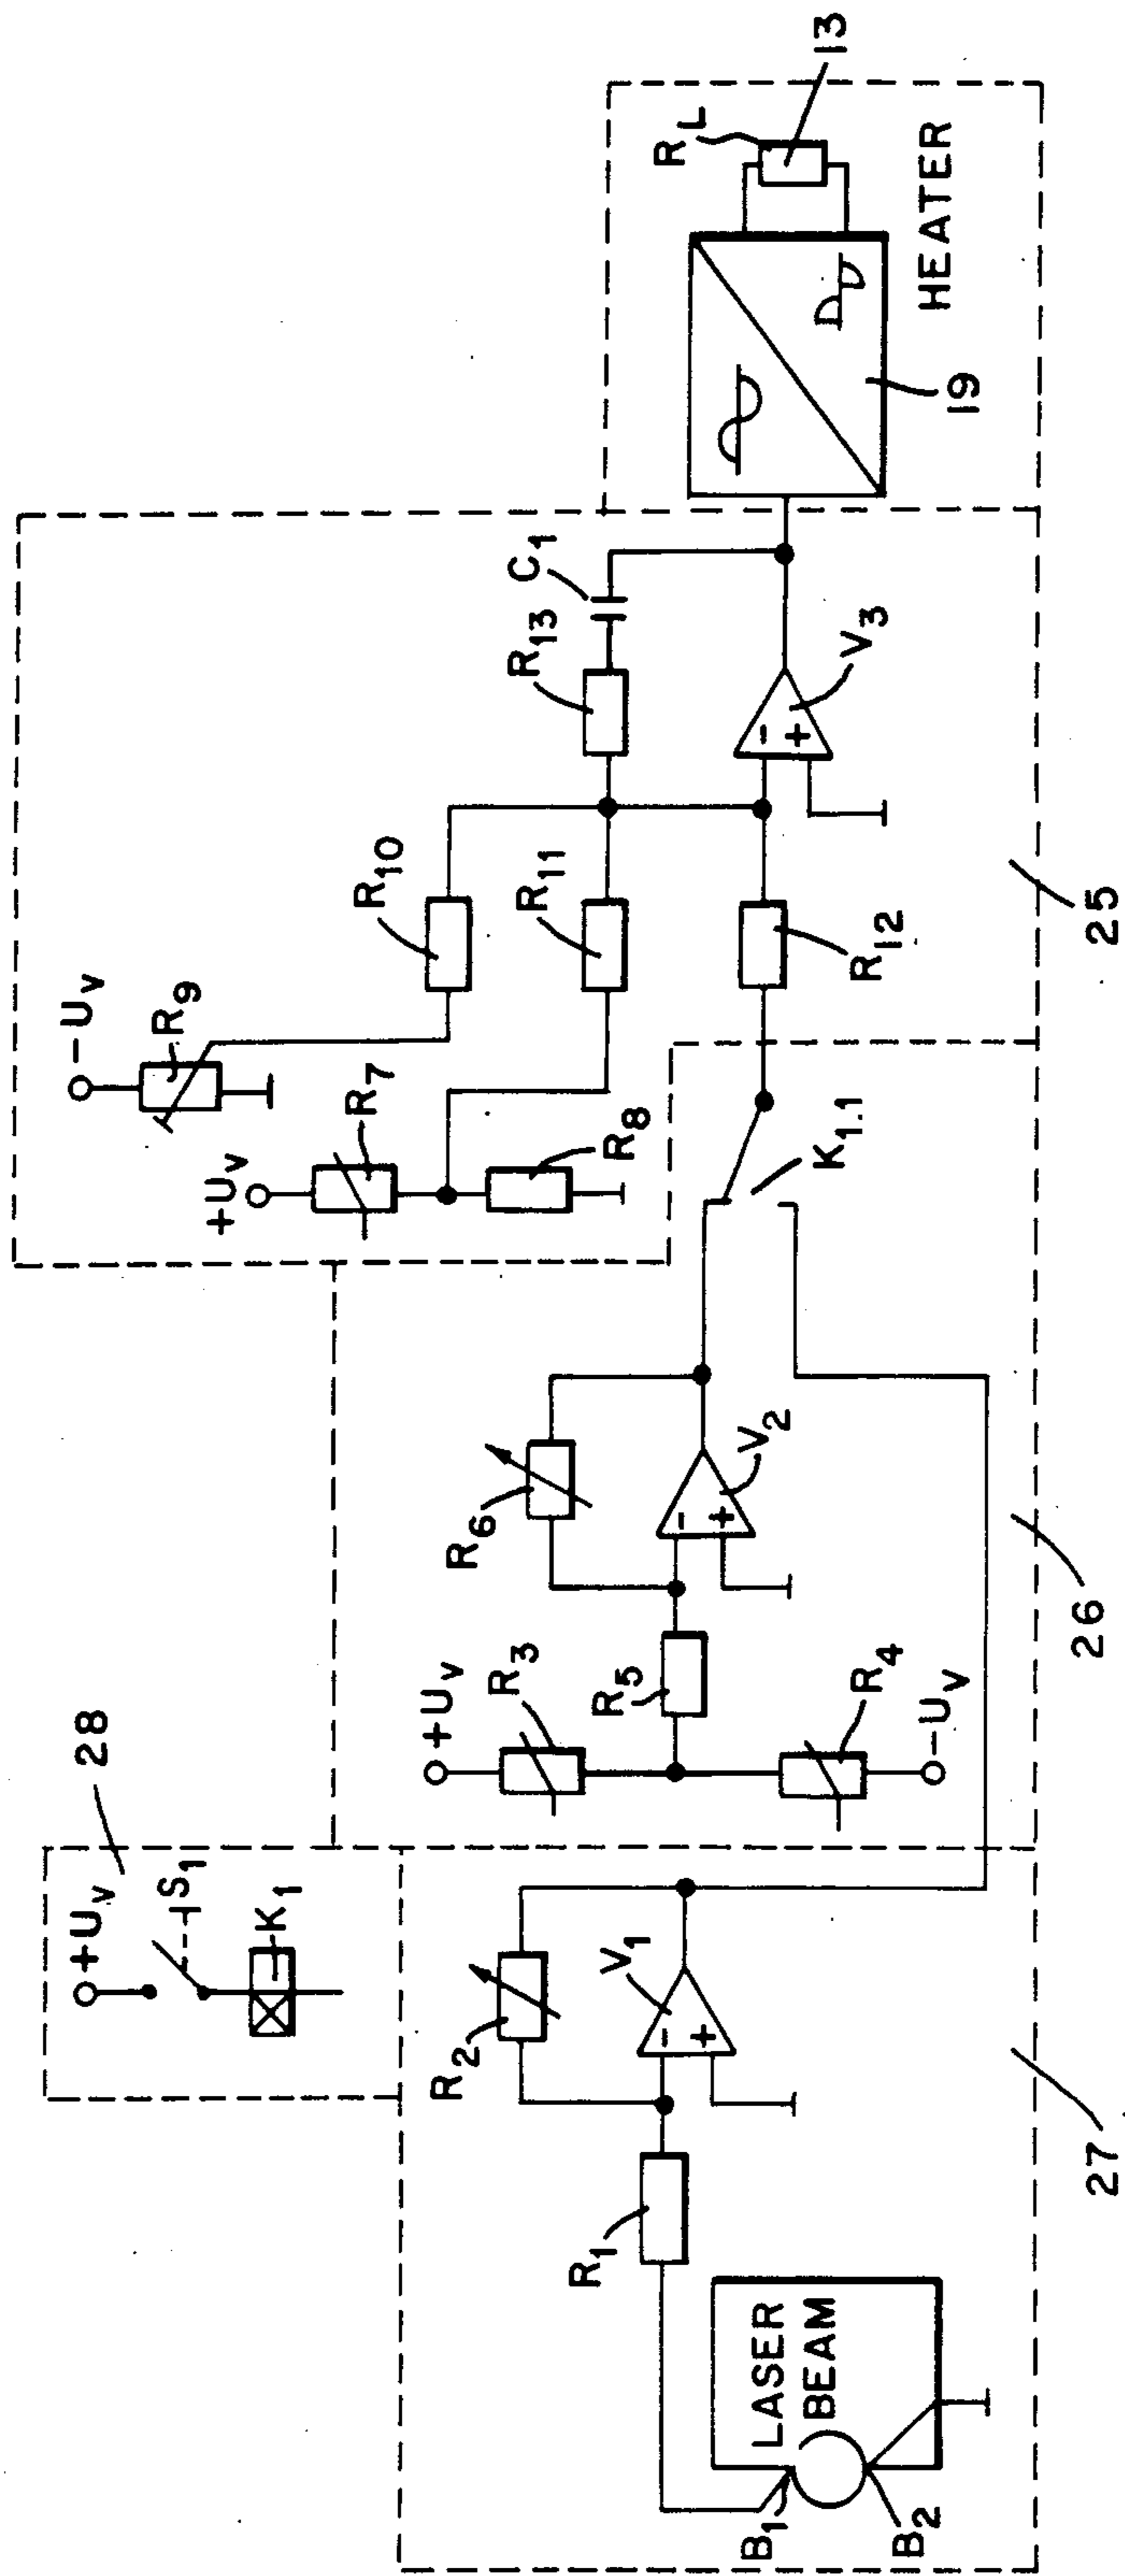 +Uv
28
S1
K1
R2
V1
R1
LASER
BEAM
B1
B2
27
+Uv
R3
R5
R4
-Uv
R6
V2
26
K1.1
+Uv
R7
R8
-Uv
R9
R10
R11
R12
R13
C1
V3
25
RL
13
HEATER
19